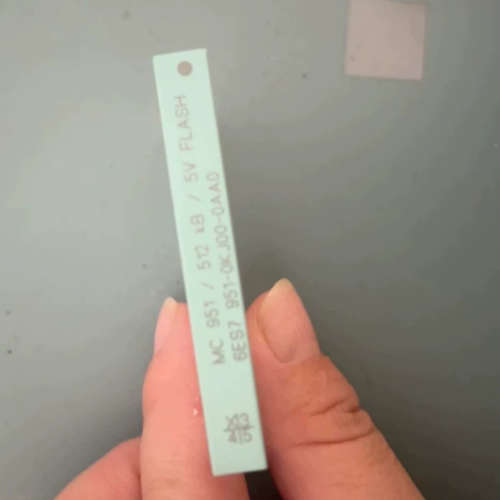 MC 951 / 512 kB / 5V FLASH
6ES7 951-0KJ00-0AA0